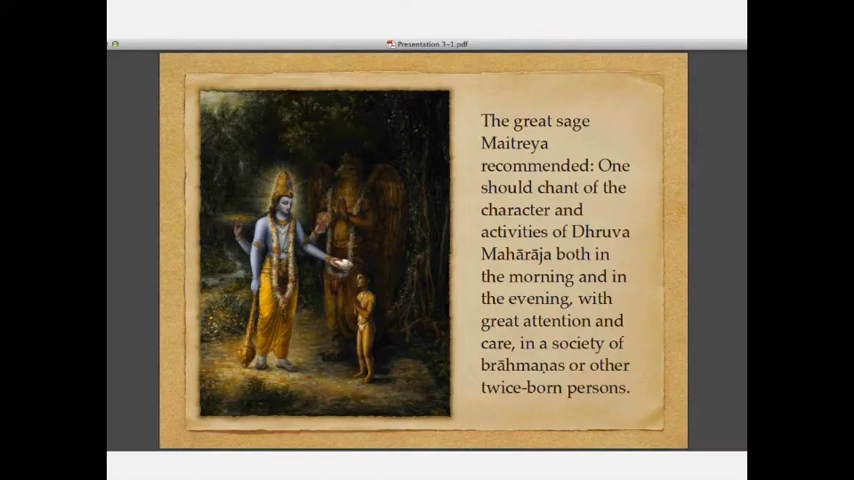 Presentation 3-1.pdf
The great sage
Maitreya
recommended: One
should chant of the
character and
activities of Dhruva
Mahārāja both in
the morning and in
the evening, with
great attention and
care, in a society of
brāhmaṇas or other
twice-born persons.